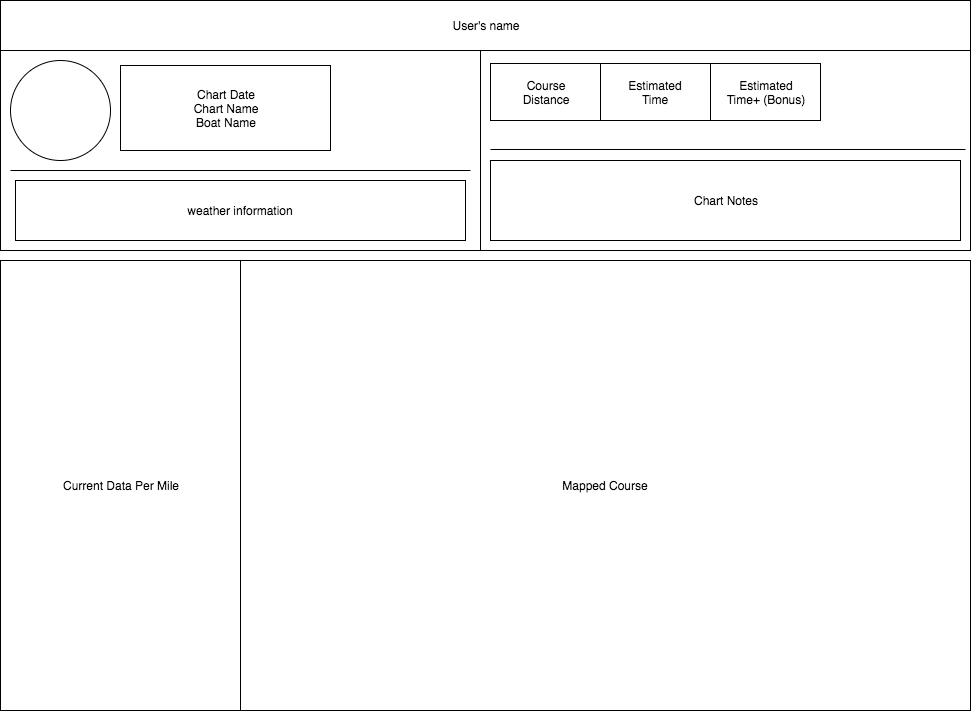 User's name
Chart Date
Chart Name
Boat Name
Course
Distance
Estimated
Time
Estimated
Time+ (Bonus)
weather information
Chart Notes
Current Data Per Mile
Mapped Course